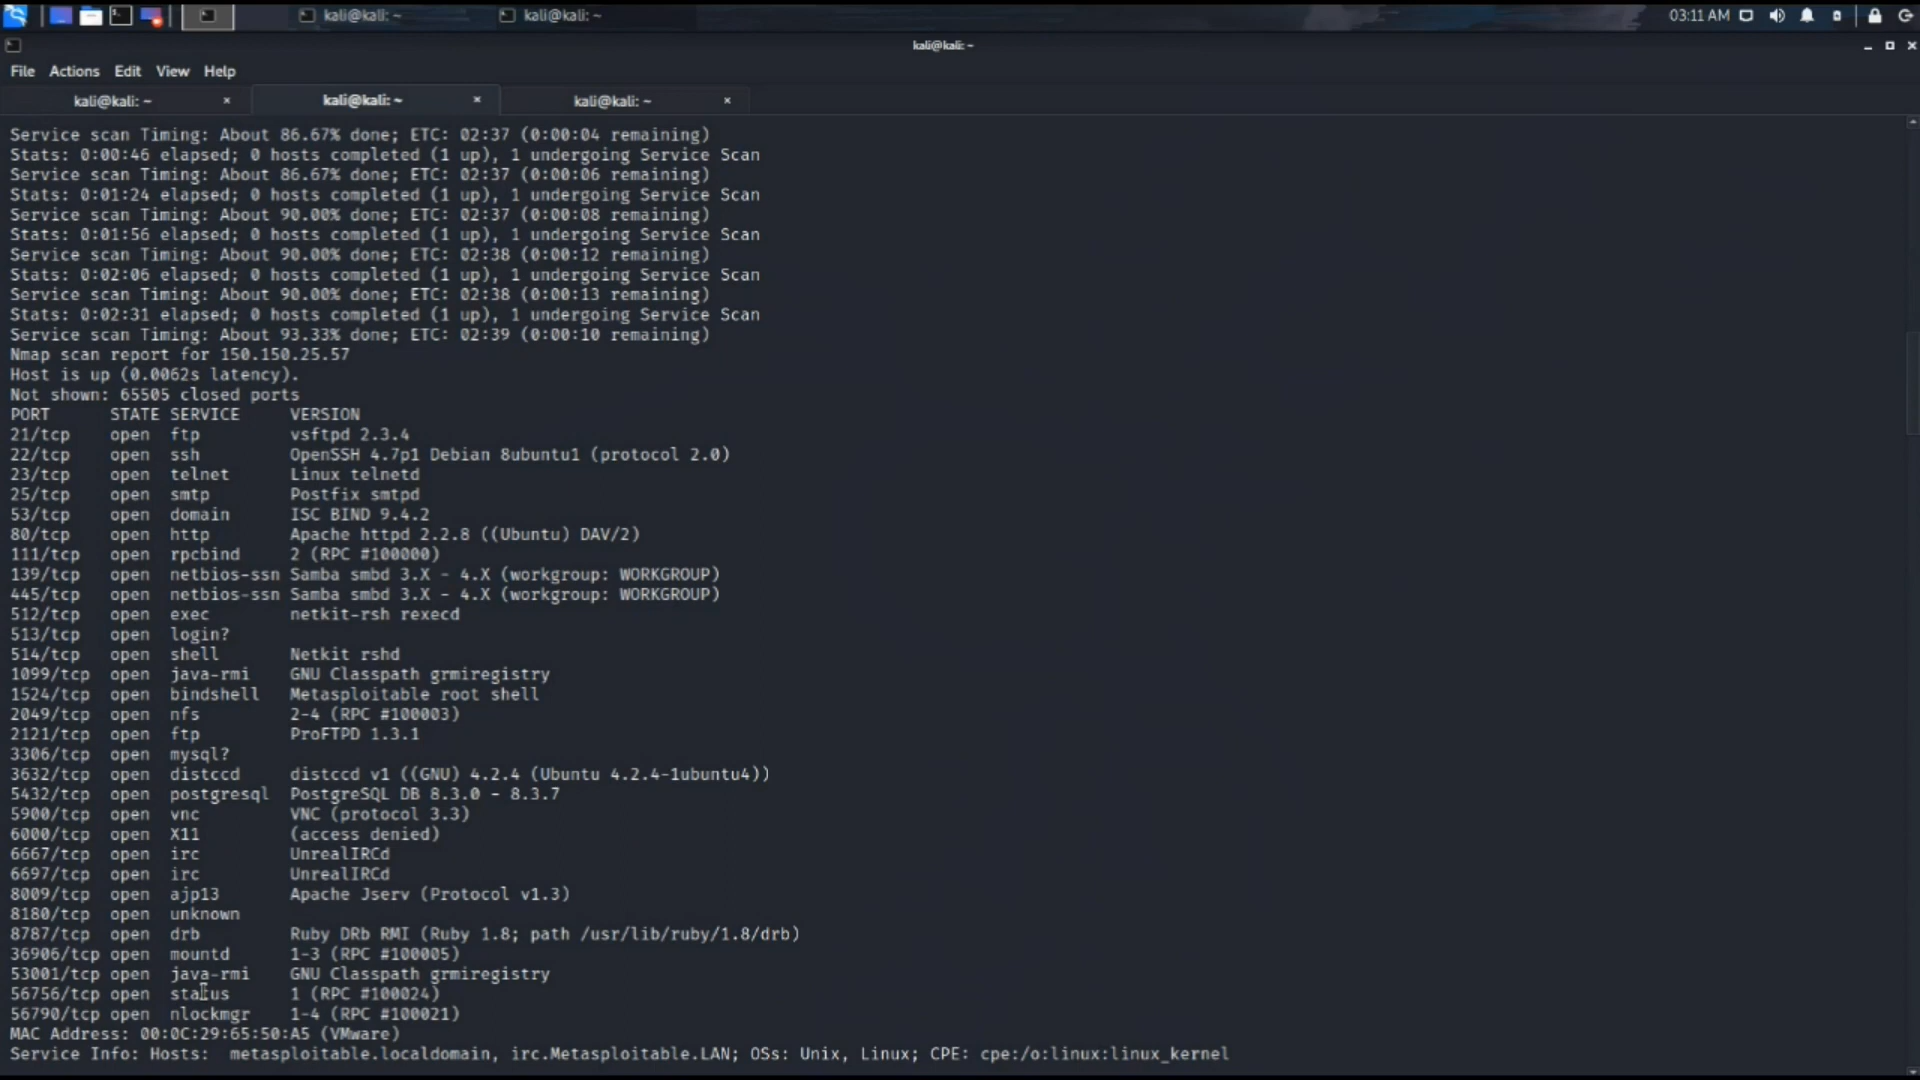 kali@kali: ~
kali@kali: ~
03:11 AM
kali@kali: ~
File Actions Edit View Help
kali@kali: ~ × kali@kali: ~ × kali@kali: ~ ×
Service scan Timing: About 86.67% done; ETC: 02:37 (0:00:04 remaining)
Stats: 0:00:46 elapsed; 0 hosts completed (1 up), 1 undergoing Service Scan
Service scan Timing: About 86.67% done; ETC: 02:37 (0:00:06 remaining)
Stats: 0:01:24 elapsed; 0 hosts completed (1 up), 1 undergoing Service Scan
Service scan Timing: About 90.00% done; ETC: 02:37 (0:00:08 remaining)
Stats: 0:01:56 elapsed; 0 hosts completed (1 up), 1 undergoing Service Scan
Service scan Timing: About 90.00% done; ETC: 02:38 (0:00:12 remaining)
Stats: 0:02:06 elapsed; 0 hosts completed (1 up), 1 undergoing Service Scan
Service scan Timing: About 90.00% done; ETC: 02:38 (0:00:13 remaining)
Stats: 0:02:31 elapsed; 0 hosts completed (1 up), 1 undergoing Service Scan
Service scan Timing: About 93.33% done; ETC: 02:39 (0:00:10 remaining)
Nmap scan report for 150.150.25.57
Host is up (0.0062s latency).
Not shown: 65505 closed ports
PORT STATE SERVICE VERSION
21/tcp open ftp vsftpd 2.3.4
22/tcp open ssh OpenSSH 4.7p1 Debian 8ubuntu1 (protocol 2.0)
23/tcp open telnet Linux telnetd
25/tcp open smtp Postfix smtpd
53/tcp open domain ISC BIND 9.4.2
80/tcp open http Apache httpd 2.2.8 ((Ubuntu) DAV/2)
111/tcp open rpcbind 2 (RPC #100000)
139/tcp open netbios-ssn Samba smbd 3.X - 4.X (workgroup: WORKGROUP)
445/tcp open netbios-ssn Samba smbd 3.X - 4.X (workgroup: WORKGROUP)
512/tcp open exec netkit-rsh rexecd
513/tcp open login?
514/tcp open shell Netkit rshd
1099/tcp open java-rmi GNU Classpath grmiregistry
1524/tcp open bindshell Metasploitable root shell
2049/tcp open nfs 2-4 (RPC #100003)
2121/tcp open ftp ProFTPD 1.3.1
3306/tcp open mysql?
3632/tcp open distccd distccd v1 ((GNU) 4.2.4 (Ubuntu 4.2.4-1ubuntu4))
5432/tcp open postgresql PostgreSQL DB 8.3.0 - 8.3.7
5900/tcp open vnc VNC (protocol 3.3)
6000/tcp open X11 (access denied)
6667/tcp open irc UnrealIRCd
6697/tcp open irc UnrealIRCd
8009/tcp open ajp13 Apache Jserv (Protocol v1.3)
8180/tcp open unknown
8787/tcp open drb Ruby DRb RMI (Ruby 1.8; path /usr/lib/ruby/1.8/drb)
36906/tcp open mountd 1-3 (RPC #100005)
53001/tcp open java-rmi GNU Classpath grmiregistry
56756/tcp open status 1 (RPC #100024)
56790/tcp open nlockmgr 1-4 (RPC #100021)
MAC Address: 00:0C:29:65:50:A5 (VMware)
Service Info: Hosts:  metasploitable.localdomain, irc.Metasploitable.LAN; OSs: Unix, Linux; CPE: cpe:/o:linux:linux_kernel